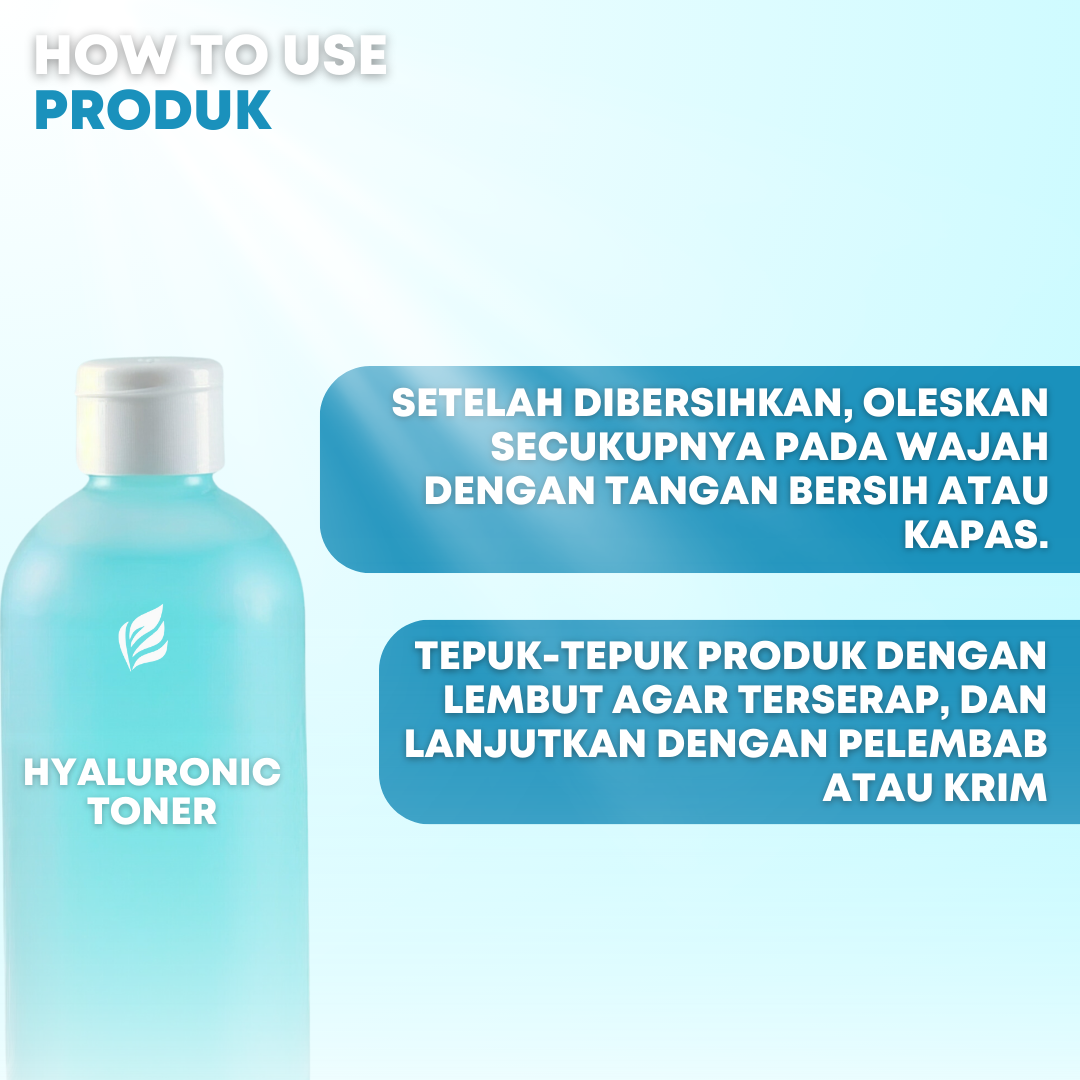 HOW TO USE
PRODUK
SETELAH DIBERSIHKAN, OLESKAN
SECUKUPNYA PADA WAJAH
DENGAN TANGAN BERSIH ATAU
KAPAS.
TEPUK-TEPUK PRODUK DENGAN
LEMBUT AGAR TERSERAP, DAN
LANJUTKAN DENGAN PELEMBAB
ATAU KRIM
HYALURONIC
TONER